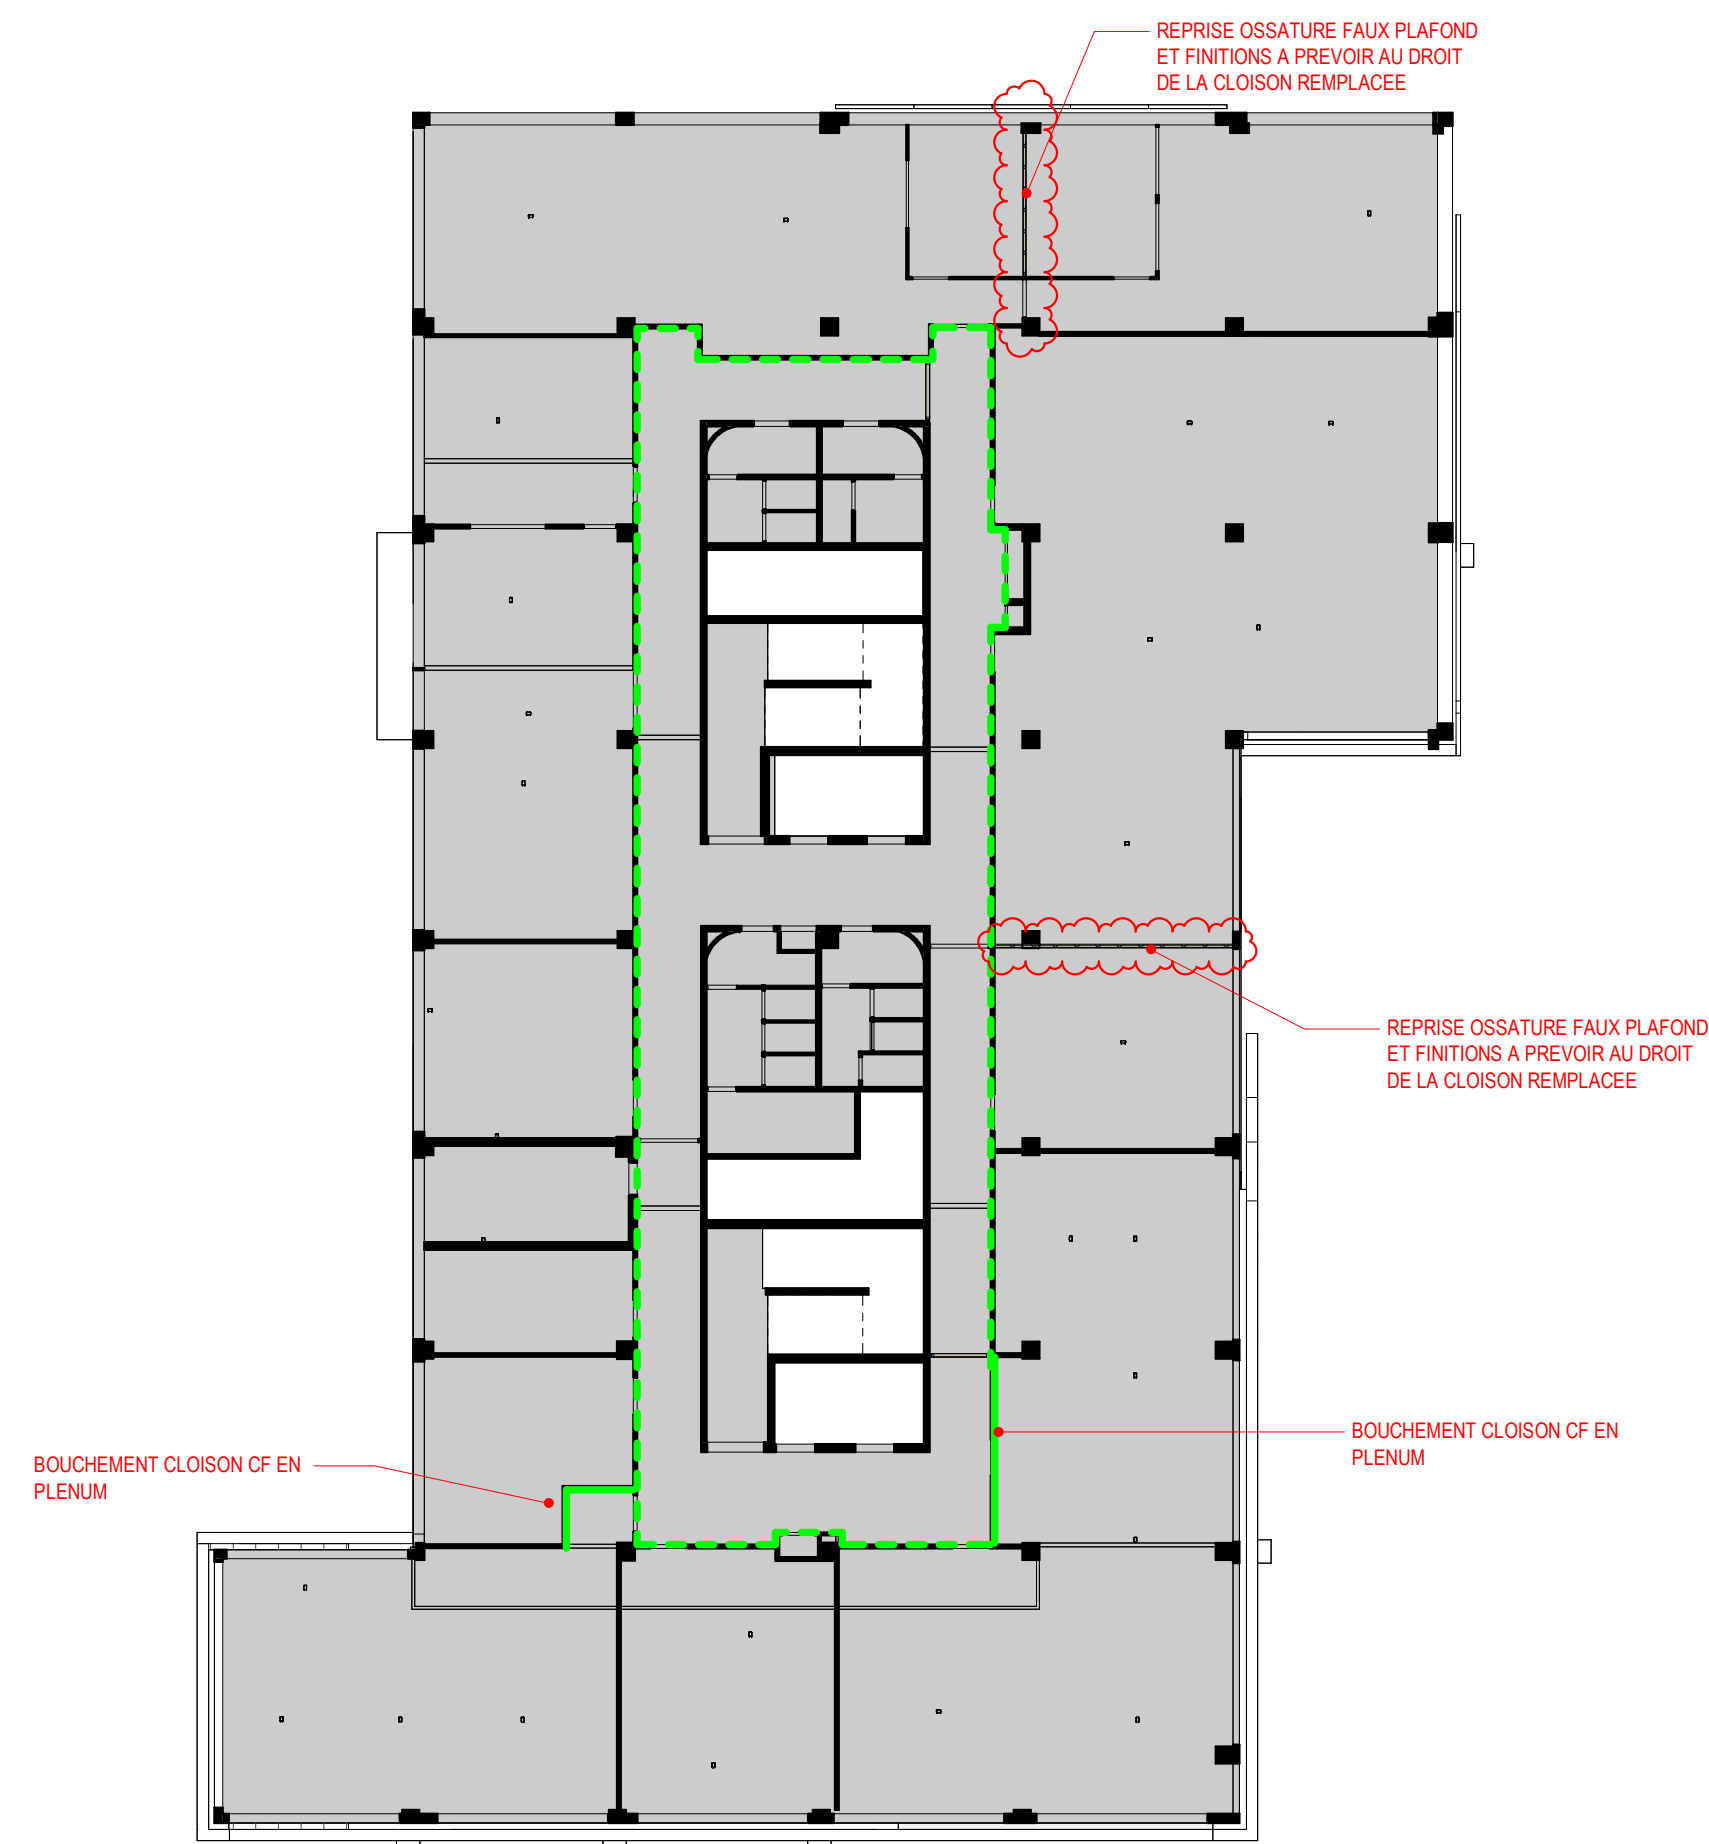 REPRISE OSSATURE FAUX PLAFOND
ET FINITIONS A PREVOIR AU DROIT
DE LA CLOISON REMPLACEE
REPRISE OSSATURE FAUX PLAFOND
ET FINITIONS A PREVOIR AU DROIT
DE LA CLOISON REMPLACEE
BOUCHEMENT CLOISON CF EN
PLENUM
BOUCHEMENT CLOISON CF EN
PLENUM